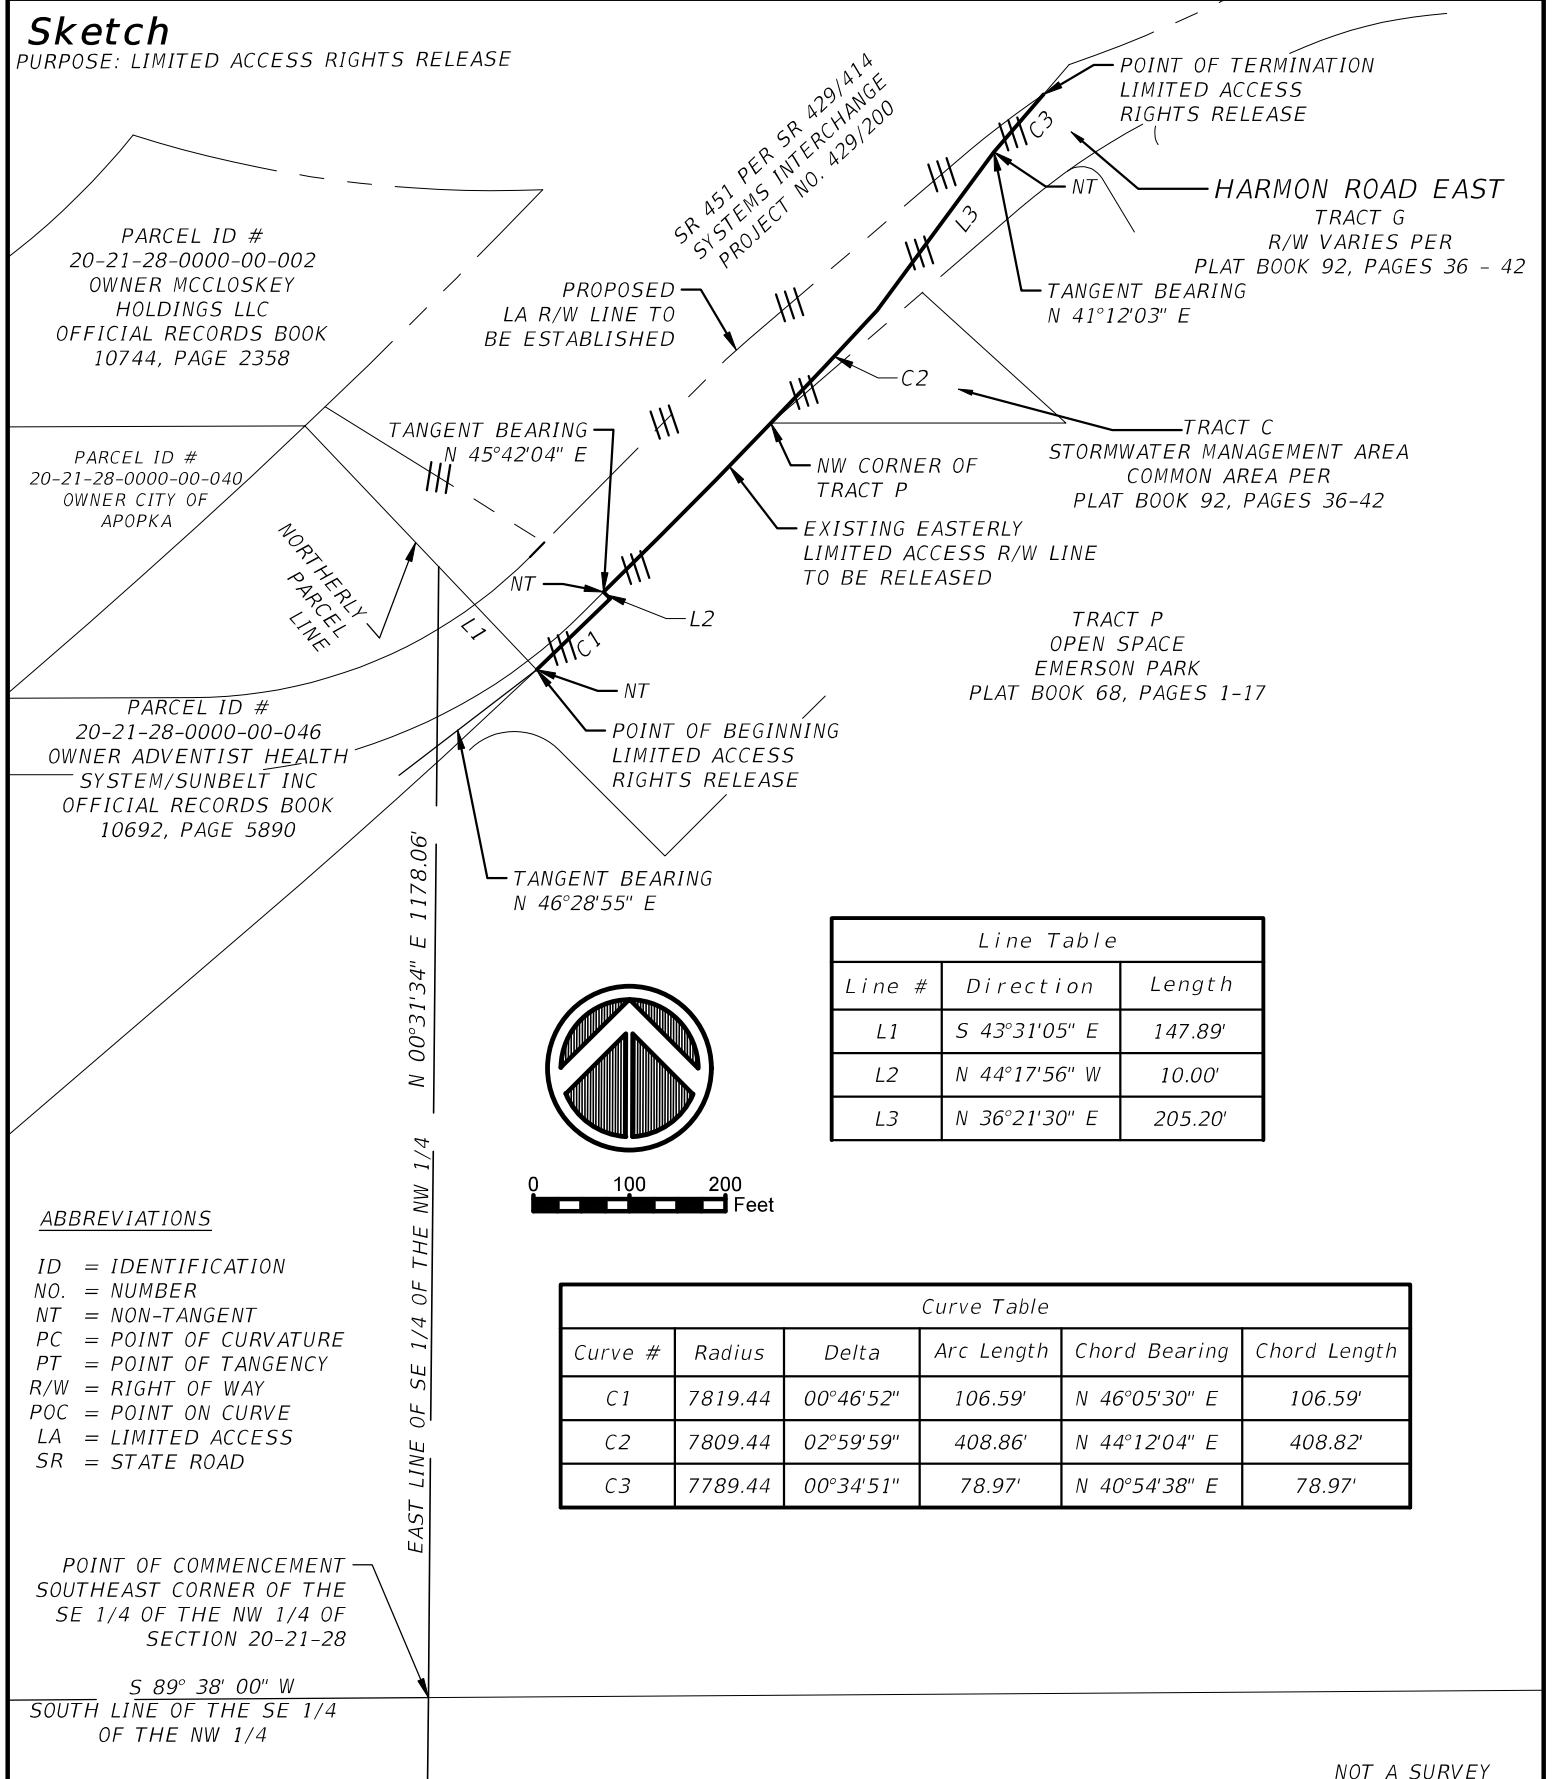 Sketch
PURPOSE: LIMITED ACCESS RIGHTS RELEASE
SR 451 PER SR 429/414
SYSTEMS INTERCHANGE
PROJECT NO. 429/200
POINT OF TERMINATION
LIMITED ACCESS
RIGHTS RELEASE
C3
NT
HARMON ROAD EAST
TRACT G
R/W VARIES PER
PLAT BOOK 92, PAGES 36 - 42
L3
TANGENT BEARING
N 41°12'03" E
PARCEL ID #
20-21-28-0000-00-002
OWNER MCCLOSKEY
HOLDINGS LLC
OFFICIAL RECORDS BOOK
10744, PAGE 2358
PROPOSED
LA R/W LINE TO
BE ESTABLISHED
C2
TANGENT BEARING
N 45°42'04" E
TRACT C
STORMWATER MANAGEMENT AREA
COMMON AREA PER
PLAT BOOK 92, PAGES 36-42
PARCEL ID #
20-21-28-0000-00-040
OWNER CITY OF
APOPKA
NW CORNER OF
TRACT P
EXISTING EASTERLY
LIMITED ACCESS R/W LINE
TO BE RELEASED
NORTHERLY
PARCEL
LINE
NT
L1
L2
C1
TRACT P
OPEN SPACE
EMERSON PARK
PLAT BOOK 68, PAGES 1-17
NT
PARCEL ID #
20-21-28-0000-00-046
OWNER ADVENTIST HEALTH
SYSTEM/SUNBELT INC
OFFICIAL RECORDS BOOK
10692, PAGE 5890
POINT OF BEGINNING
LIMITED ACCESS
RIGHTS RELEASE
TANGENT BEARING
N 46°28'55" E
N 00°31'34" E 1178.06'
EAST LINE OF SE 1/4 OF THE NW 1/4
Line Table
Line # Direction Length
L1 S 43°31'05" E 147.89'
L2 N 44°17'56" W 10.00'
L3 N 36°21'30" E 205.20'
0 100 200
Feet
ABBREVIATIONS
ID = IDENTIFICATION
NO. = NUMBER
NT = NON-TANGENT
PC = POINT OF CURVATURE
PT = POINT OF TANGENCY
R/W = RIGHT OF WAY
POC = POINT ON CURVE
LA = LIMITED ACCESS
SR = STATE ROAD
Curve Table
Curve # Radius Delta Arc Length Chord Bearing Chord Length
C1 7819.44 00°46'52" 106.59' N 46°05'30" E 106.59'
C2 7809.44 02°59'59" 408.86' N 44°12'04" E 408.82'
C3 7789.44 00°34'51" 78.97' N 40°54'38" E 78.97'
POINT OF COMMENCEMENT
SOUTHEAST CORNER OF THE
SE 1/4 OF THE NW 1/4 OF
SECTION 20-21-28
S 89° 38' 00" W
SOUTH LINE OF THE SE 1/4
OF THE NW 1/4
NOT A SURVEY